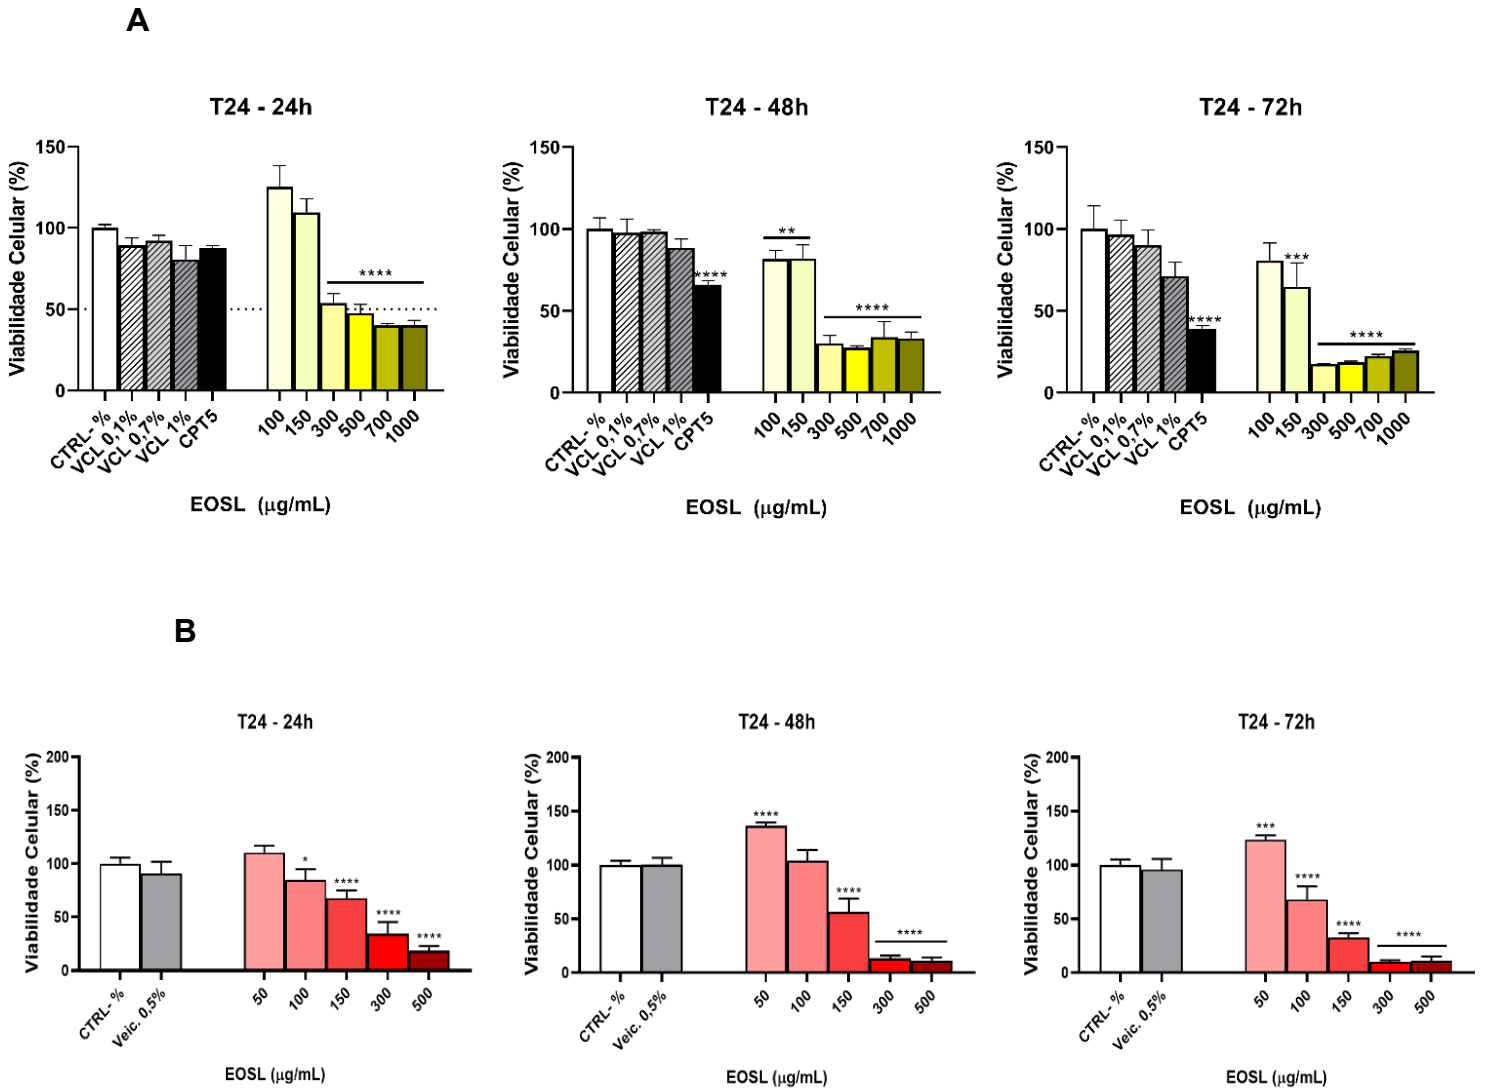 A
T24 - 24h
Viabilidade Celular (%)
150
100
50
0
****
CTRL- %
VCL 0,1%
VCL 0,7%
VCL 1%
CPT5
100
150
300
500
700
1000
EOSL (μg/mL)
T24 - 48h
Viabilidade Celular (%)
150
100
50
0
****
**
****
CTRL- %
VCL 0,1%
VCL 0,7%
VCL 1%
CPT5
100
150
300
500
700
1000
EOSL (μg/mL)
T24 - 72h
Viabilidade Celular (%)
150
100
50
0
****
***
****
CTRL- %
VCL 0,1%
VCL 0,7%
VCL 1%
CPT5
100
150
300
500
700
1000
EOSL (μg/mL)
B
T24 - 24h
Viabilidade Celular (%)
200
150
100
50
0
*
****
****
****
CTRL- %
Veic. 0,5%
50
100
150
300
500
EOSL (μg/mL)
T24 - 48h
Viabilidade Celular (%)
200
150
100
50
0
****
****
****
CTRL- %
Veic. 0,5%
50
100
150
300
500
EOSL (μg/mL)
T24 - 72h
Viabilidade Celular (%)
200
150
100
50
0
***
****
****
****
CTRL- %
Veic. 0,5%
50
100
150
300
500
EOSL (μg/mL)